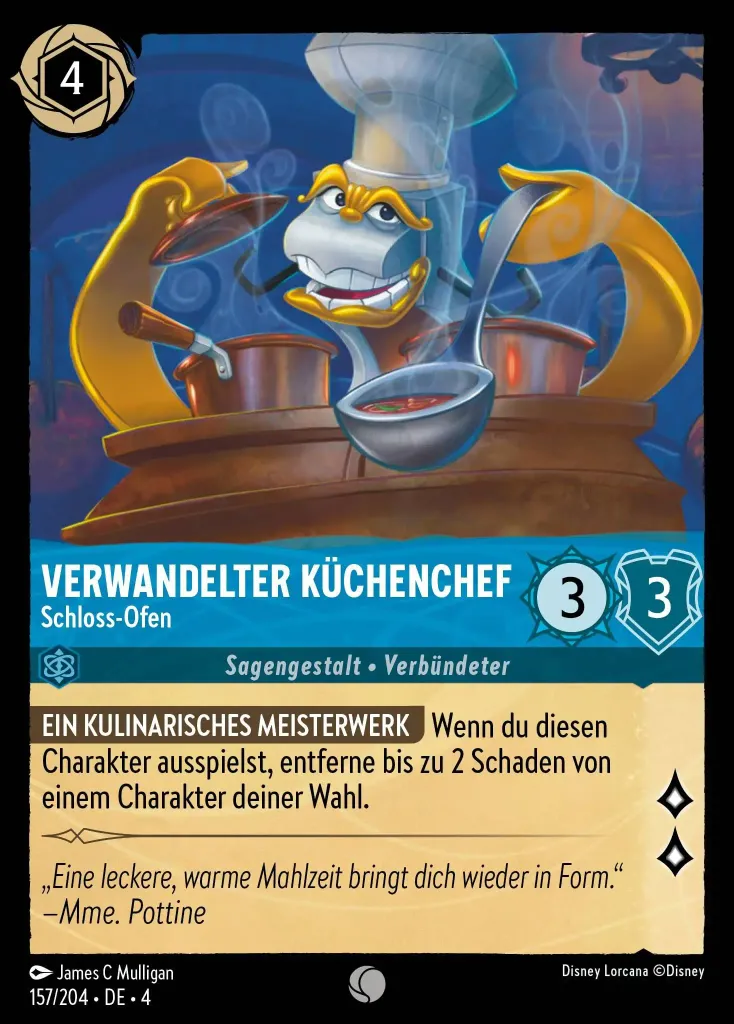 4
VERWANDELTER KÜCHENCHEF
Schloss-Ofen
3
3
Sagengestalt • Verbündeter
EIN KULINARISCHES MEISTERWERK Wenn du diesen
Charakter ausspielst, entferne bis zu 2 Schaden von
einem Charakter deiner Wahl.
„Eine leckere, warme Mahlzeit bringt dich wieder in Form.“
—Mme. Pottine
James C Mulligan
Disney Lorcana ©Disney
157/204 • DE • 4